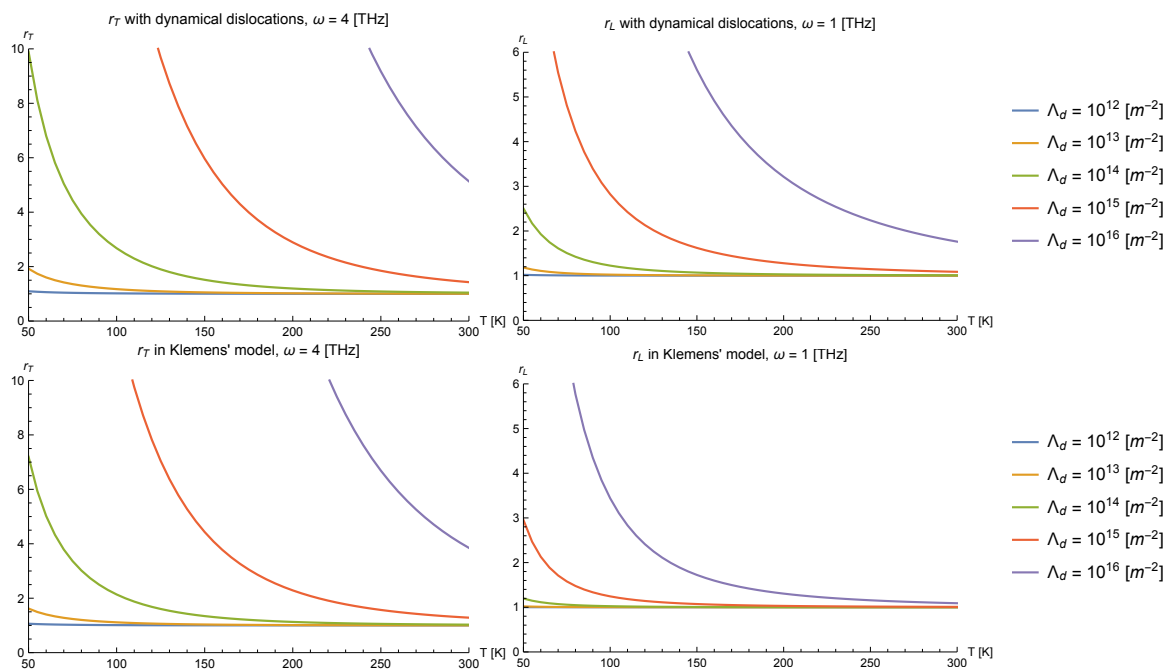 r_T with dynamical dislocations, ω = 4 [THz]
r_T
10
8
6
4
2
0
50 100 150 200 250 300
T [K]
r_L with dynamical dislocations, ω = 1 [THz]
r_L
6
5
4
3
2
1
0
50 100 150 200 250 300
T [K]
Λ_d = 10^12 [m^-2]
Λ_d = 10^13 [m^-2]
Λ_d = 10^14 [m^-2]
Λ_d = 10^15 [m^-2]
Λ_d = 10^16 [m^-2]
r_T in Klemens' model, ω = 4 [THz]
r_T
10
8
6
4
2
0
50 100 150 200 250 300
T [K]
r_L in Klemens' model, ω = 1 [THz]
r_L
6
5
4
3
2
1
0
50 100 150 200 250 300
T [K]
Λ_d = 10^12 [m^-2]
Λ_d = 10^13 [m^-2]
Λ_d = 10^14 [m^-2]
Λ_d = 10^15 [m^-2]
Λ_d = 10^16 [m^-2]